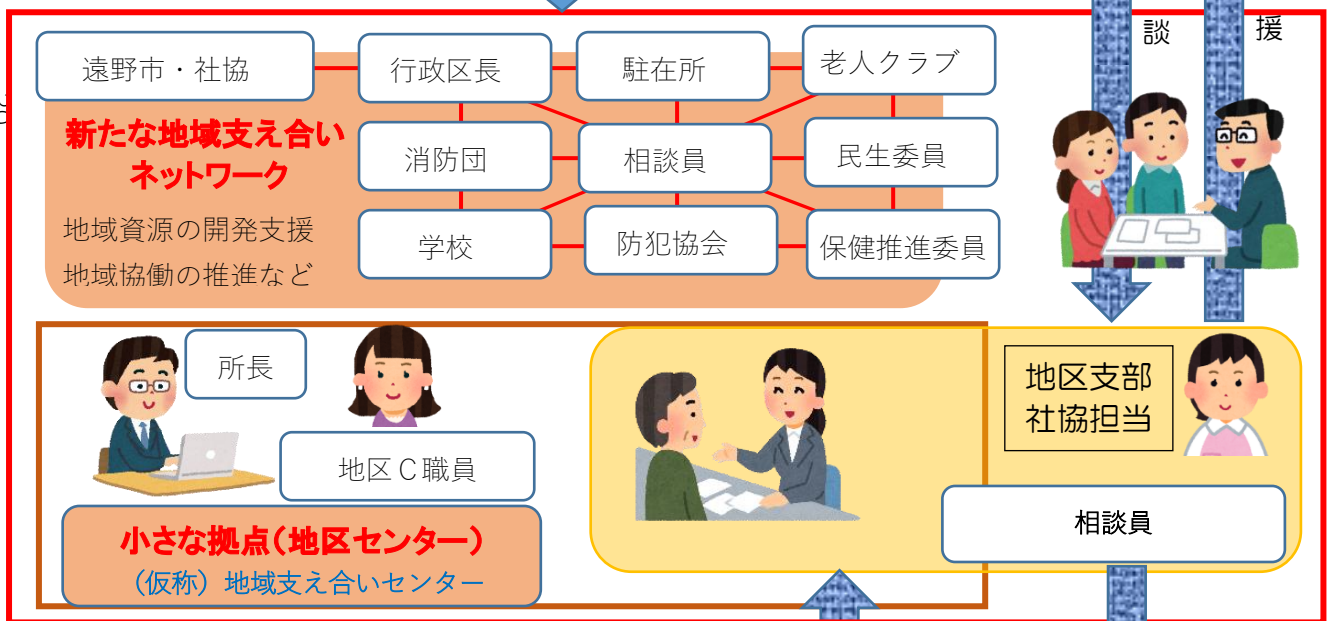 談
援
遠野市・社協
行政区長
駐在所
老人クラブ
新たな地域支え合い
ネットワーク
消防団
相談員
民生委員
地域資源の開発支援
地域協働の推進など
学校
防犯協会
保健推進委員
所長
地区C職員
地区支部
社協担当
相談員
小さな拠点(地区センター)
(仮称)地域支え合いセンター